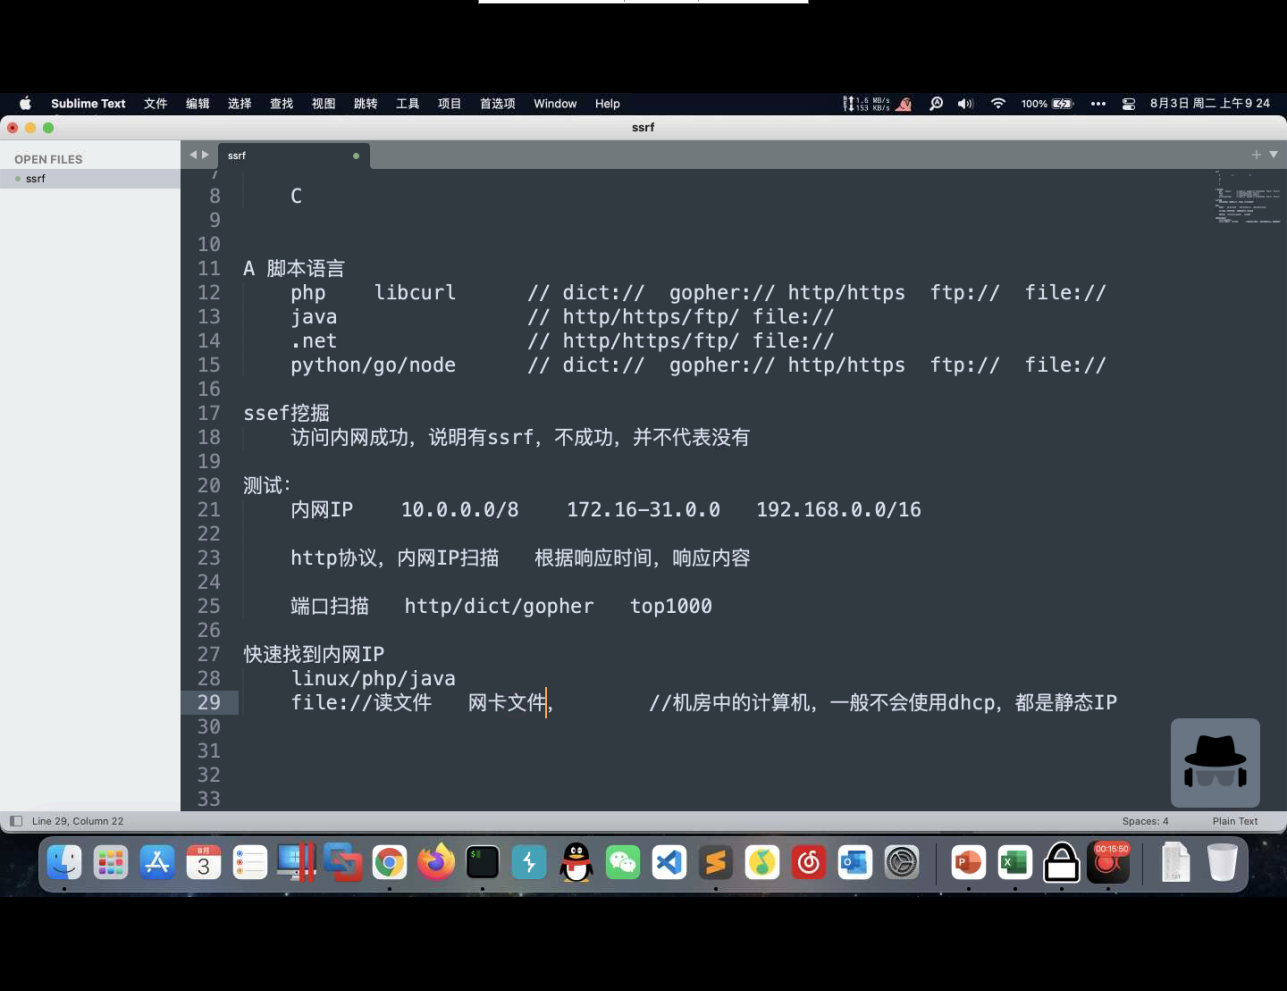 Sublime Text 文件 编辑 选择 查找 视图 跳转 工具 项目 首选项 Window Help 1.6 MB/s 153 KB/s 100% 8月3日 周二 上午9 24
ssrf
OPEN FILES
ssrf
ssrf
7
8 C
9
10
11 A 脚本语言
12 php libcurl // dict:// gopher:// http/https ftp:// file://
13 java // http/https/ftp/ file://
14 .net // http/https/ftp/ file://
15 python/go/node // dict:// gopher:// http/https ftp:// file://
16
17 ssef挖掘
18 访问内网成功，说明有ssrf，不成功，并不代表没有
19
20 测试：
21 内网IP 10.0.0.0/8 172.16-31.0.0 192.168.0.0/16
22
23 http协议，内网IP扫描 根据响应时间，响应内容
24
25 端口扫描 http/dict/gopher top1000
26
27 快速找到内网IP
28 linux/php/java
29 file://读文件 网卡文件， //机房中的计算机，一般不会使用dhcp，都是静态IP
30
31
32
33
Line 29, Column 22 Spaces: 4 Plain Text
3
00:15:50